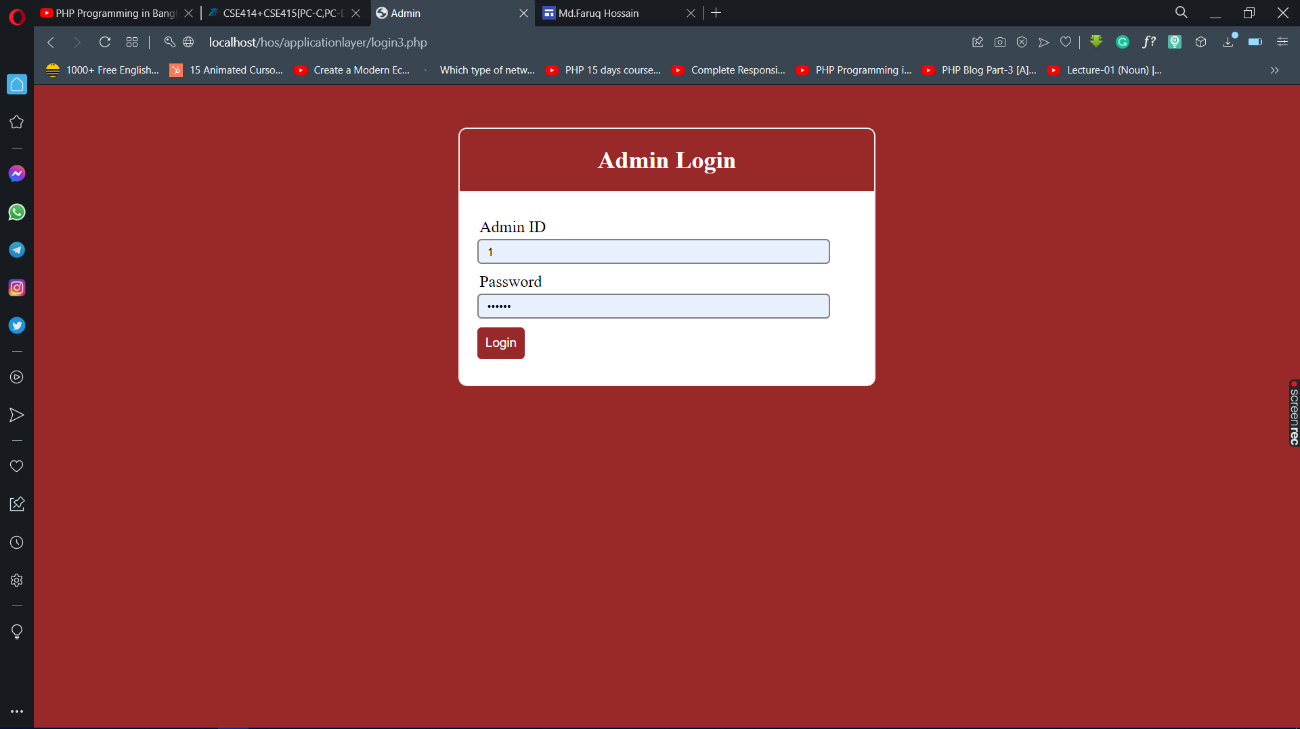 PHP Programming in Bangl
CSE414+CSE415[PC-C,PC-D
Admin
Md.Faruq Hossain
localhost/hos/applicationlayer/login3.php
f?
1000+ Free English...
15 Animated Curso...
Create a Modern Ec...
Which type of netw...
PHP 15 days course...
Complete Responsi...
PHP Programming i...
PHP Blog Part-3 [A]...
Lecture-01 (Noun) |...
Admin Login
Admin ID
1
Password
••••••
Login
screenrec